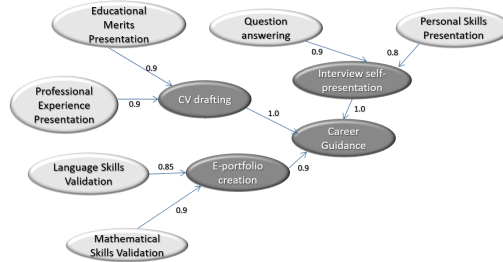 Educational
Merits
Presentation
Question
answering
Personal Skills
Presentation
0.9
0.8
0.9
Interview self-
presentation
Professional
Experience
Presentation
0.9
CV drafting
1.0
1.0
Career
Guidance
Language Skills
Validation
0.85
E-portfolio
creation
0.9
0.9
Mathematical
Skills Validation